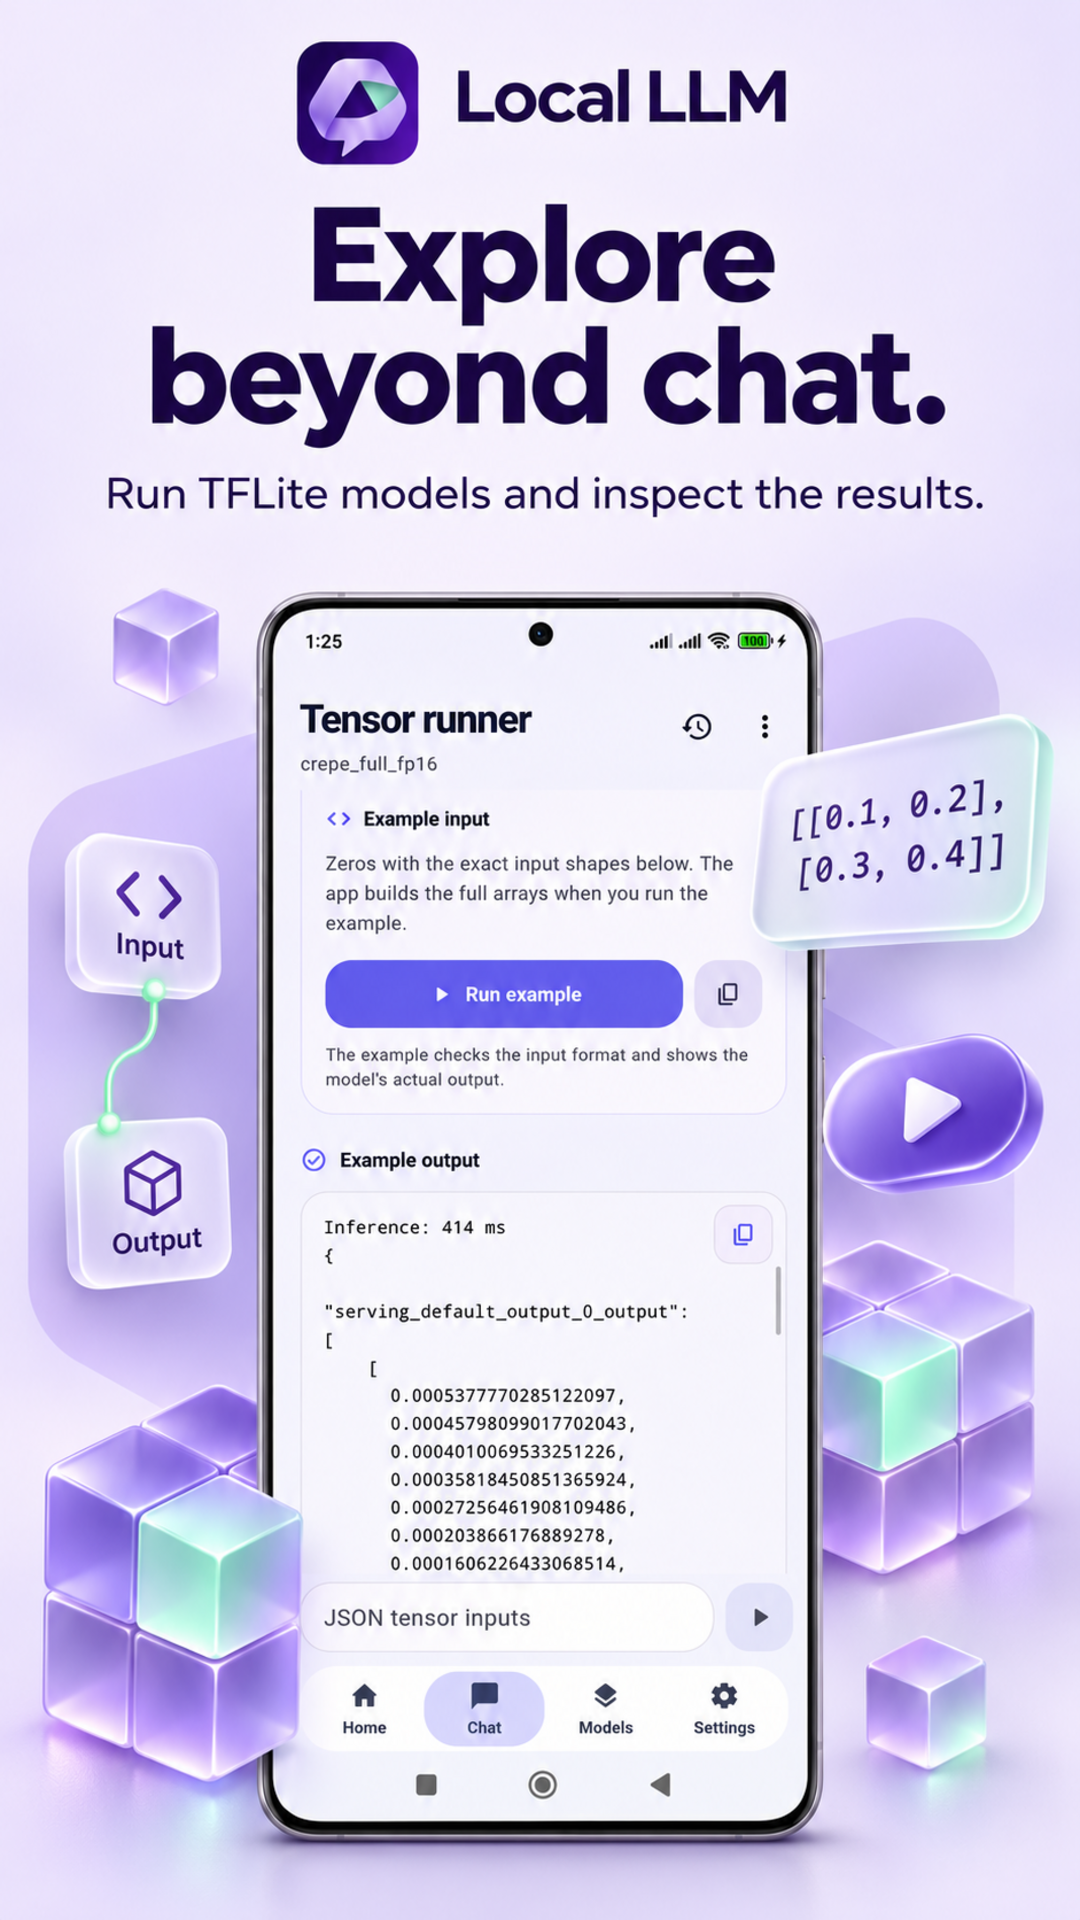 Local LLM
Explore
beyond chat.
Run TFLite models and inspect the results.
1:25
100
Tensor runner
crepe_full_fp16
Example input
Zeros with the exact input shapes below. The
app builds the full arrays when you run the
example.
Run example
The example checks the input format and shows the
model's actual output.
Example output
Inference: 414 ms
{
"serving_default_output_0_output":
[
[
0.0005377770285122097,
0.00045798099017702043,
0.0004010069533251226,
0.00035818450851365924,
0.00027256461908109486,
0.0002038661768892​78,
0.0001606226433068514,
JSON tensor inputs
Home
Chat
Models
Settings
Input
Output
[[0.1, 0.2],
[0.3, 0.4]]